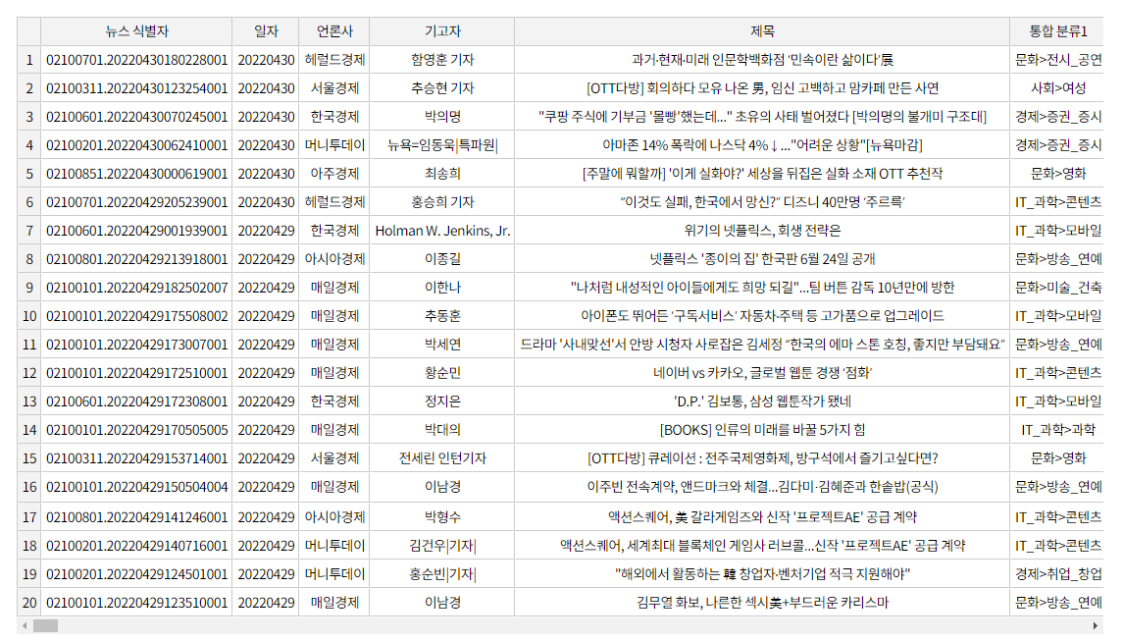 뉴스 식별자 일자 언론사 기고자 제목 통합 분류1
1 02100701.20220430180228001 20220430 헤럴드경제 함영훈 기자 과거·현재·미래 인문학백화점 ‘민속이란 삶이다’展 문화>전시_공연
2 02100311.20220430123254001 20220430 서울경제 추승현 기자 [OTT다방] 회의하다 모유 나온 男, 임신 고백하고 맘카페 만든 사연 사회>여성
3 02100601.20220430070245001 20220430 한국경제 박의명 "쿠팡 주식에 기부금 '몰빵'했는데..." 초유의 사태 벌어졌다 [박의명의 불개미 구조대] 경제>증권_증시
4 02100201.20220430062410001 20220430 머니투데이 뉴욕=임동욱|특파원| 아마존 14% 폭락에 나스닥 4%↓..."어려운 상황"[뉴욕마감] 경제>증권_증시
5 02100851.20220430000619001 20220430 아주경제 최송희 [주말에 뭐할까] '이게 실화야?' 세상을 뒤집은 실화 소재 OTT 추천작 문화>영화
6 02100701.20220429205239001 20220430 헤럴드경제 홍승희 기자 “이것도 실패, 한국에서 망신?” 디즈니 40만명 ‘주르륵’ IT_과학>콘텐츠
7 02100601.20220429001939001 20220429 한국경제 Holman W. Jenkins, Jr. 위기의 넷플릭스, 회생 전략은 IT_과학>모바일
8 02100801.20220429213918001 20220429 아시아경제 이종길 넷플릭스 '종이의 집' 한국판 6월 24일 공개 문화>방송_연예
9 02100101.20220429182502007 20220429 매일경제 이한나 "나처럼 내성적인 아이들에게도 희망 되길"...팀 버튼 감독 10년만에 방한 문화>미술_건축
10 02100101.20220429175508002 20220429 매일경제 추동훈 아이폰도 뛰어든 ‘구독서비스’ 자동차·주택 등 고가품으로 업그레이드 IT_과학>모바일
11 02100101.20220429173007001 20220429 매일경제 박세연 드라마 '사내맞선'서 안방 시청자 사로잡은 김세정 “한국의 에마 스톤 호칭, 좋지만 부담돼요” 문화>방송_연예
12 02100101.20220429172510001 20220429 매일경제 황순민 네이버 vs 카카오, 글로벌 웹툰 경쟁 ‘점화’ IT_과학>콘텐츠
13 02100601.20220429172308001 20220429 한국경제 정지은 'D.P.' 김보통, 삼성 웹툰작가 됐네 IT_과학>모바일
14 02100101.20220429170505005 20220429 매일경제 박대의 [BOOKS] 인류의 미래를 바꿀 5가지 힘 IT_과학>과학
15 02100311.20220429153714001 20220429 서울경제 전세린 인턴기자 [OTT다방] 큐레이션 : 전주국제영화제, 방구석에서 즐기고싶다면? 문화>영화
16 02100101.20220429150504004 20220429 매일경제 이남경 이주빈 전속계약, 앤드마크와 체결...김다미·김혜준과 한솥밥(공식) 문화>방송_연예
17 02100801.20220429141246001 20220429 아시아경제 박형수 액션스퀘어, 美 갈라게임즈와 신작 '프로젝트AE' 공급 계약 IT_과학>콘텐츠
18 02100201.20220429140716001 20220429 머니투데이 김건우|기자| 액션스퀘어, 세계최대 블록체인 게임사 러브콜...신작 '프로젝트AE' 공급 계약 IT_과학>콘텐츠
19 02100201.20220429124501001 20220429 머니투데이 홍순빈|기자| "해외에서 활동하는 韓 창업자·벤처기업 적극 지원해야" 경제>취업_창업
20 02100101.20220429123510001 20220429 매일경제 이남경 김무열 화보, 나른한 섹시美+부드러운 카리스마 문화>방송_연예